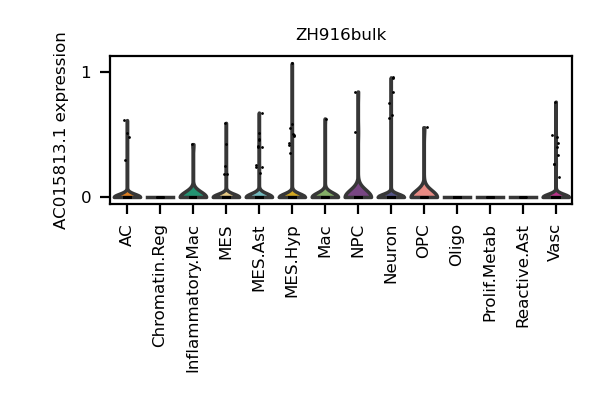 ZH916bulk
AC015813.1 expression
1
0
AC
Chromatin.Reg
Inflammatory.Mac
MES
MES.Ast
MES.Hyp
Mac
NPC
Neuron
OPC
Oligo
Prolif.Metab
Reactive.Ast
Vasc